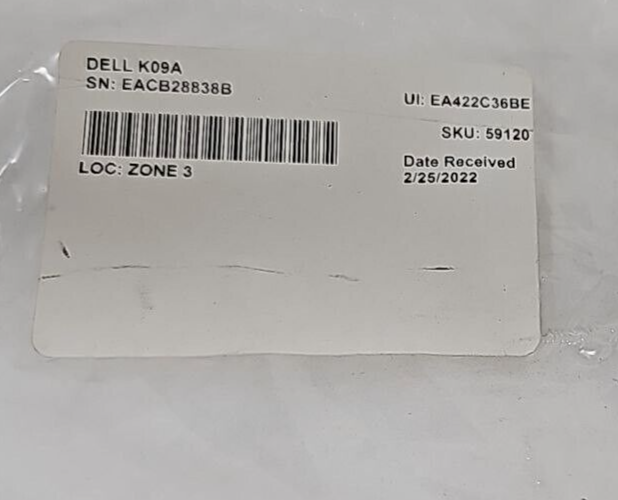 DELL K09A
SN: EACB28838B
LOC: ZONE 3
UI: EA422C36BE
SKU: 59120
Date Received
2/25/2022